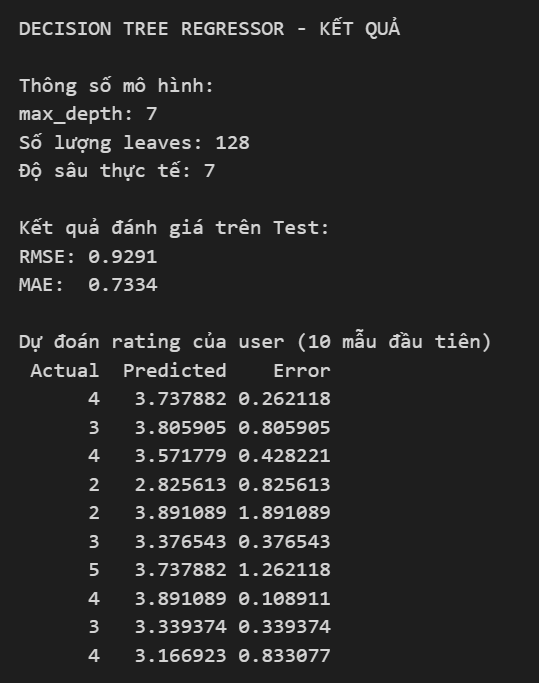 DECISION TREE REGRESSOR - KẾT QUẢ
Thông số mô hình:
max_depth: 7
Số lượng leaves: 128
Độ sâu thực tế: 7
Kết quả đánh giá trên Test:
RMSE: 0.9291
MAE:  0.7334
Dự đoán rating của user (10 mẫu đầu tiên)
Actual  Predicted    Error
4   3.737882 0.262118
3   3.805905 0.805905
4   3.571779 0.428221
2   2.825613 0.825613
2   3.891089 1.891089
3   3.376543 0.376543
5   3.737882 1.262118
4   3.891089 0.108911
3   3.339374 0.339374
4   3.166923 0.833077